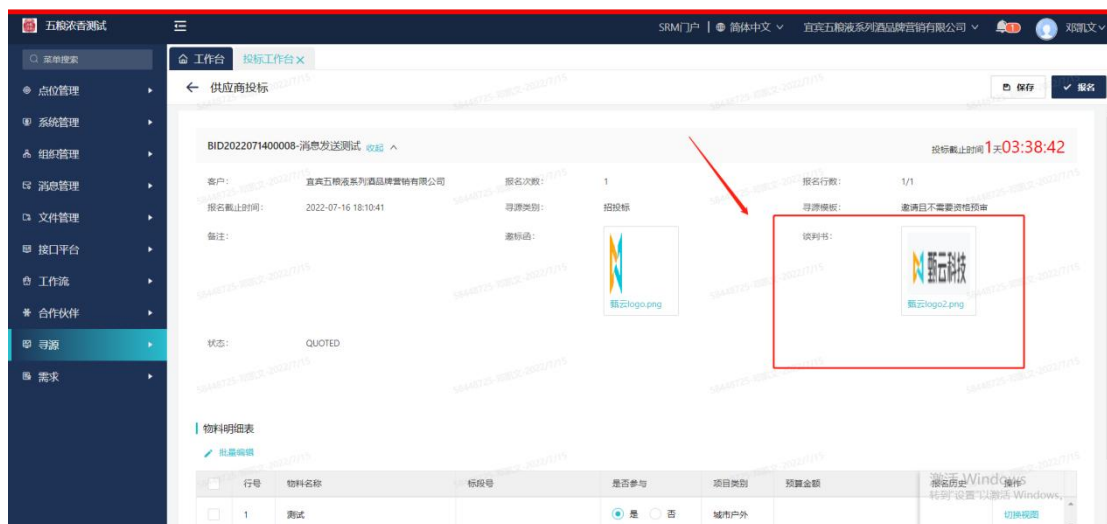 五粮浓香测试
SRM门户 | 简体中文 宜宾五粮液系列酒品牌营销有限公司 1 邓凯文
菜单搜索
工作台 投标工作台 ×
点位管理
← 供应商投标 保存 ✓ 报名
系统管理
组织管理
BID2022071400008-消息发送测试 收起 投标截止时间1天03:38:42
消息管理
客户: 宜宾五粮液系列酒品牌营销有限公司 报名次数: 1 报名行数: 1/1
文件管理
报名截止时间: 2022-07-16 18:10:41 寻源类别: 招投标 寻源模板: 邀请且不需要资格预审
接口平台
备注: 邀标函: 谈判书:
甄云科技
工作流
甄云logo.png 甄云logo2.png
合作伙伴
寻源
状态: QUOTED
需求
物料明细表
批量编辑
行号 物料名称 标段号 是否参与 项目类别 预算金额 报名历史 操作
激活 Windows
转到"设置"以激活 Windows。
1 测试 是 否 城市户外 切换视图